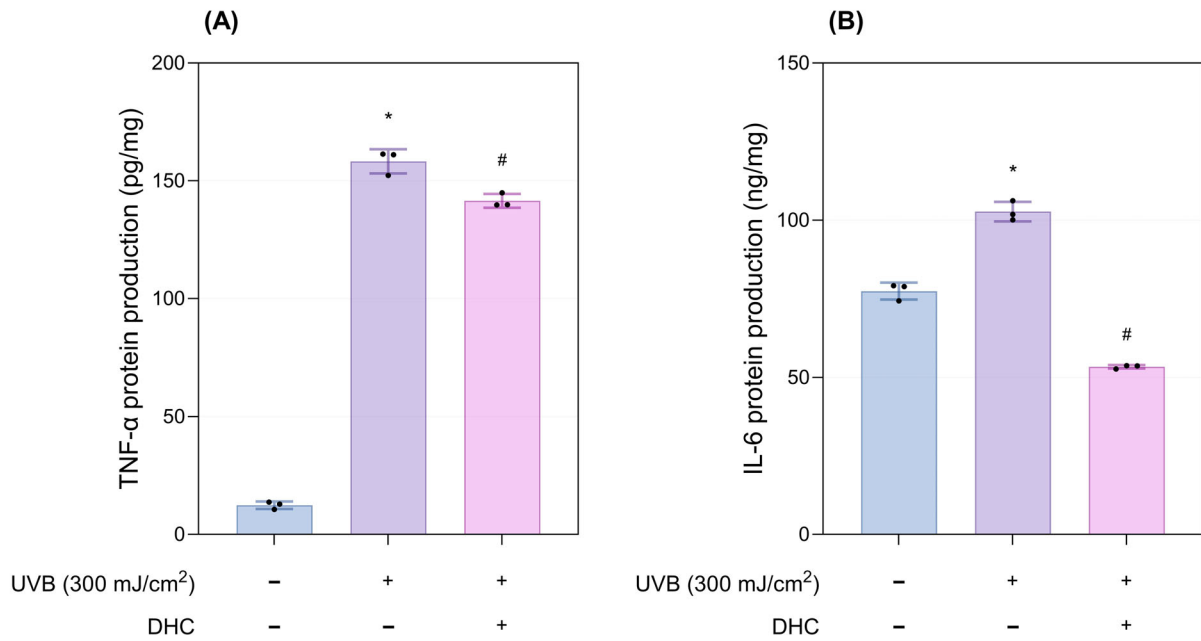 (A)
TNF-α protein production (pg/mg)
200
150
100
50
0
*
#
UVB (300 mJ/cm²) − + +
DHC − − +
(B)
IL-6 protein production (ng/mg)
150
100
50
0
*
#
UVB (300 mJ/cm²) − + +
DHC − − +